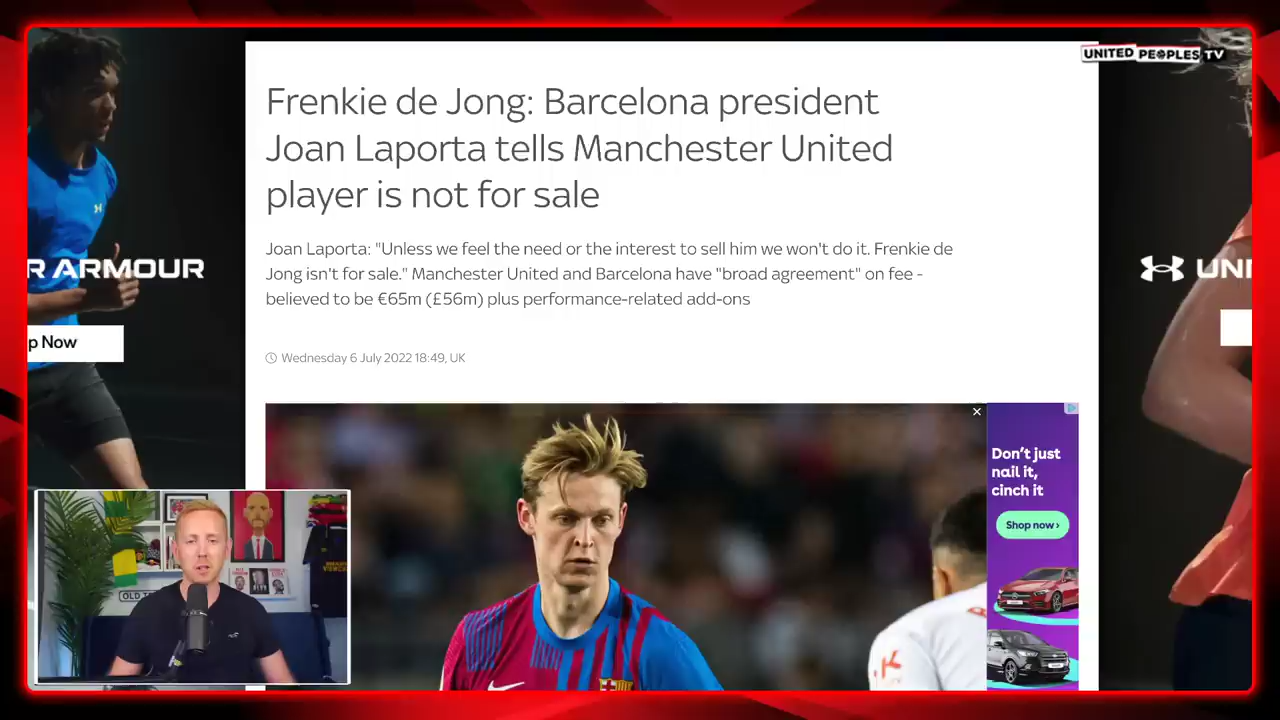 UNITED PEOPLES TV
Frenkie de Jong: Barcelona president
Joan Laporta tells Manchester United
player is not for sale
Joan Laporta: "Unless we feel the need or the interest to sell him we won't do it. Frenkie de
Jong isn't for sale." Manchester United and Barcelona have "broad agreement" on fee -
believed to be €65m (£56m) plus performance-related add-ons
Wednesday 6 July 2022 18:49, UK
R ARMOUR
p Now
UN
Don't just
nail it,
cinch it
Shop now ›
OLD T